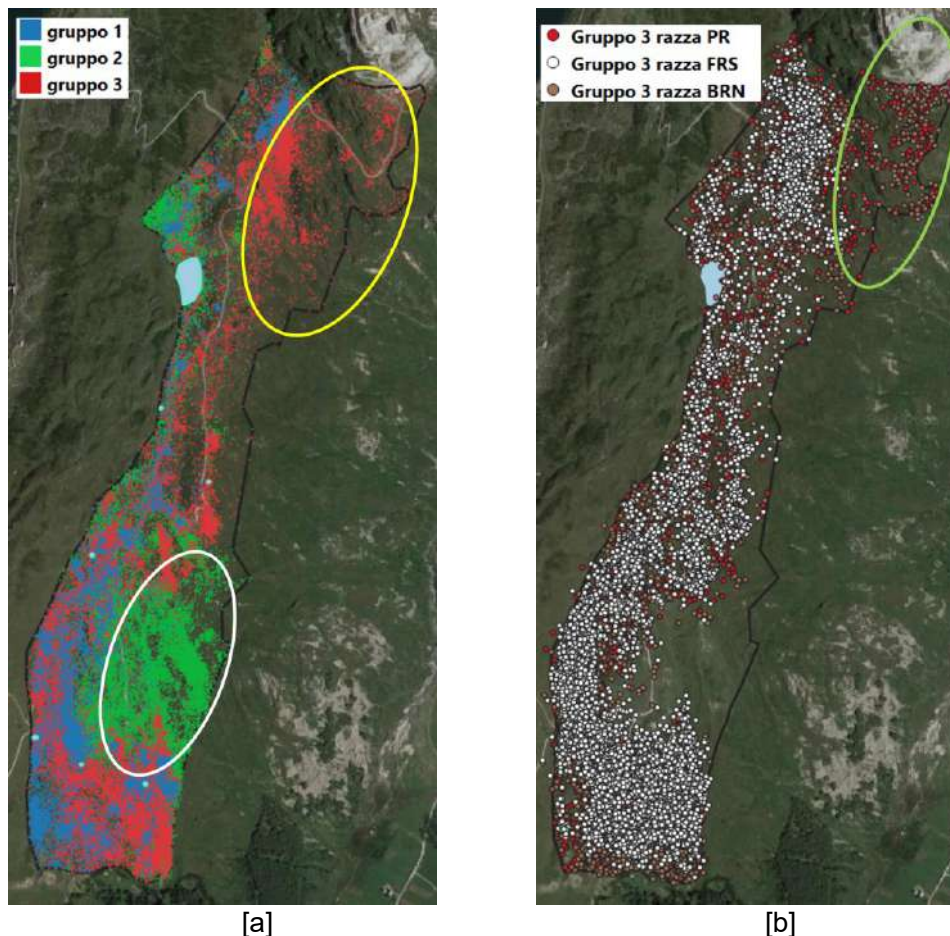 gruppo 1
gruppo 2
gruppo 3
Gruppo 3 razza PR
Gruppo 3 razza FRS
Gruppo 3 razza BRN
[a]
[b]